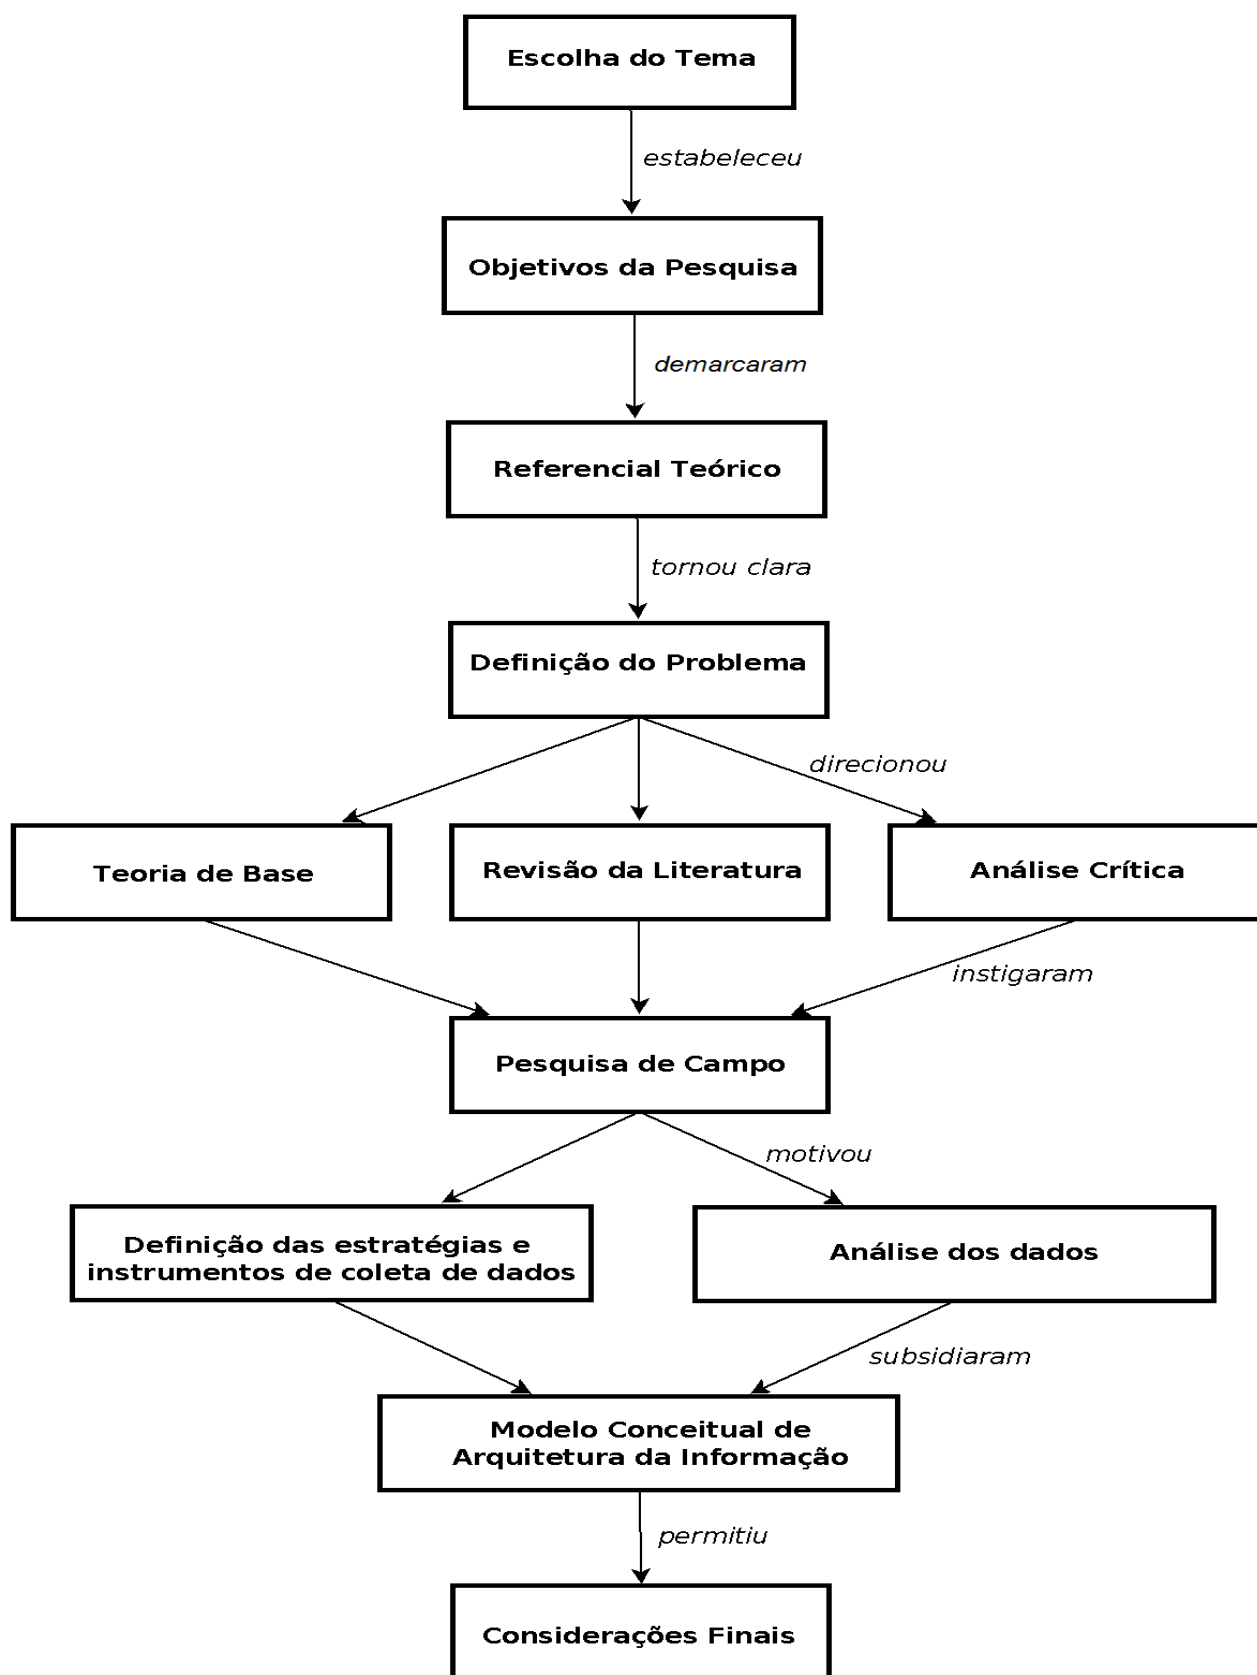 Escolha do Tema
estabeleceu
Objetivos da Pesquisa
demarcaram
Referencial Teórico
tornou clara
Definição do Problema
direcionou
Teoria de Base
Revisão da Literatura
Análise Crítica
instigaram
Pesquisa de Campo
motivou
Definição das estratégias e
instrumentos de coleta de dados
Análise dos dados
subsidiaram
Modelo Conceitual de
Arquitetura da Informação
permitiu
Considerações Finais